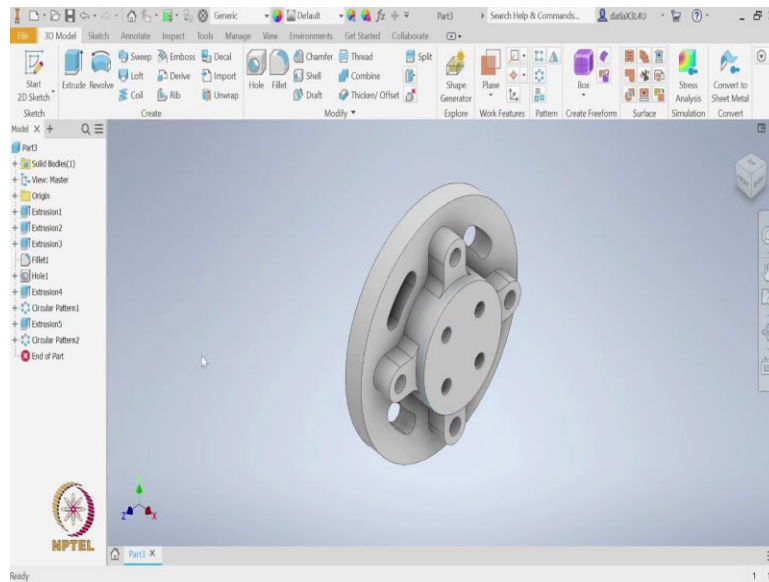 Generic Default fx Part3 Search Help & Commands... datlaX3L4U
File 3D Model Sketch Annotate Inspect Tools Manage View Environments Get Started Collaborate
Start 2D Sketch Extrude Revolve Sweep Emboss Decal Hole Fillet Chamfer Thread Split Shape Generator Plane Box Stress Analysis Convert to Sheet Metal
Loft Derive Import Shell Combine
Coil Rib Unwrap Draft Thicken/ Offset
Sketch Create Modify Explore Work Features Pattern Create Freeform Surface Simulation Convert
Model
Part3
Solid Bodies(1)
View: Master
Origin
Extrusion1
Extrusion2
Extrusion3
Fillet1
Hole1
Extrusion4
Circular Pattern1
Extrusion5
Circular Pattern2
End of Part
Y
Z X
NPTEL
Part3
Ready 1